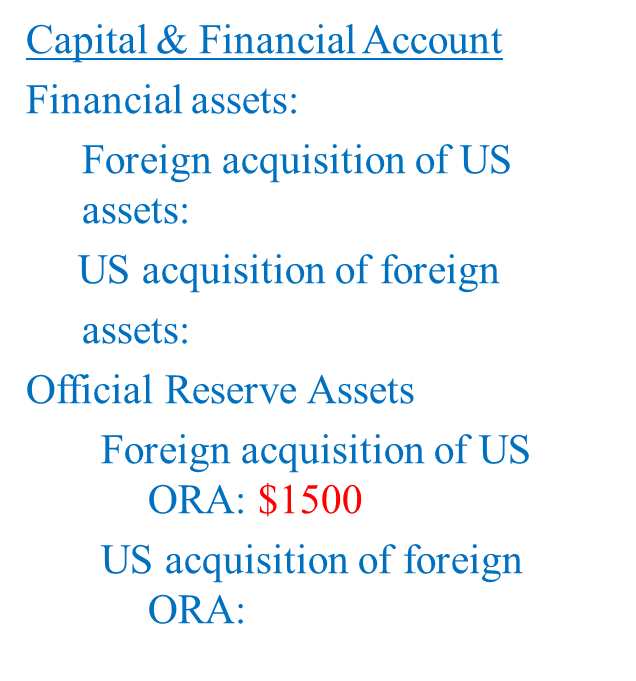 Capital & Financial Account
Financial assets:
Foreign acquisition of US
assets:
US acquisition of foreign
assets:
Official Reserve Assets
Foreign acquisition of US
ORA: $1500
US acquisition of foreign
ORA: